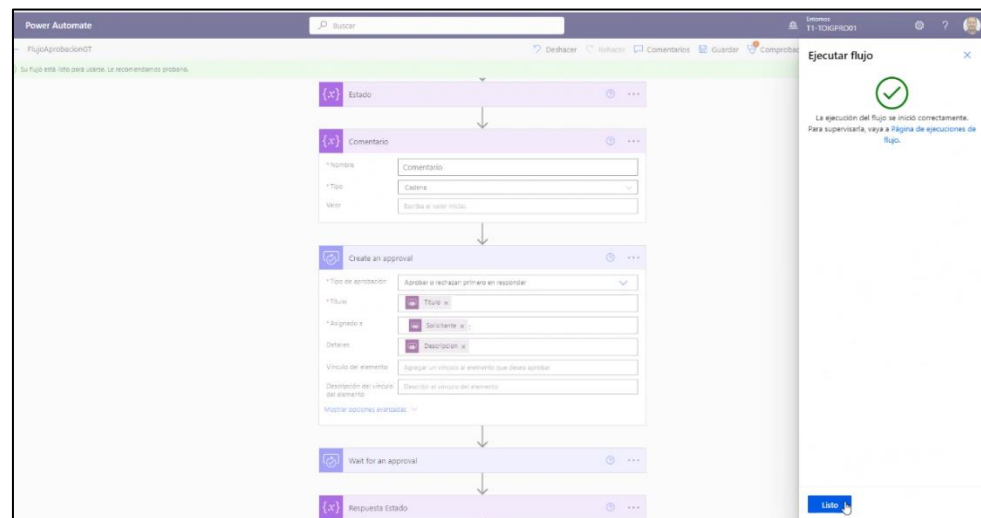 Power Automate
Buscar
Entornos
T1-TOIGPRO01
?
FlujoAprobacionGT
Deshacer
Rehacer
Comentarios
Guardar
Comprobac
Su flujo está listo para usarse. Le recomendamos probarlo.
Ejecutar flujo
La ejecución del flujo se inició correctamente.
Para supervisarla, vaya a Página de ejecuciones de
flujo.
{x} Estado
{x} Comentario
* Nombre
Comentario
* Tipo
Cadena
Valor
Escriba el valor inicial
Create an approval
* Tipo de aprobación
Aprobar o rechazar: primero en responder
* Título
Titulo x
* Asignado a
Solicitante x ;
Detalles
Descripcion x
Vínculo del elemento
Agregar un vínculo al elemento que desea aprobar
Descripción del vínculo
del elemento
Describir el vínculo del elemento
Mostrar opciones avanzadas
Wait for an approval
{x} Respuesta Estado
Listo